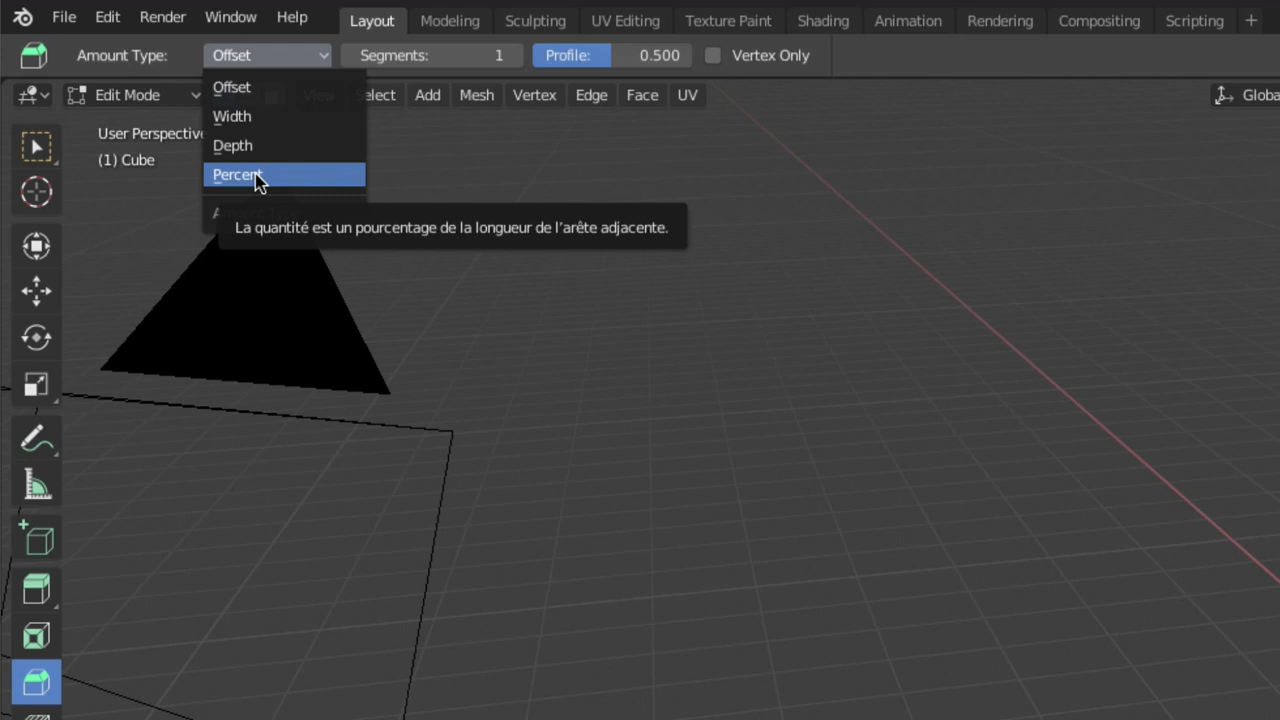 File Edit Render Window Help Layout Modeling Sculpting UV Editing Texture Paint Shading Animation Rendering Compositing Scripting +
Amount Type: Offset Segments: 1 Profile: 0.500 Vertex Only
Edit Mode View Select Add Mesh Vertex Edge Face UV
Offset
Width
Depth
Percent
User Perspective
(1) Cube
La quantité est un pourcentage de la longueur de l’arête adjacente.